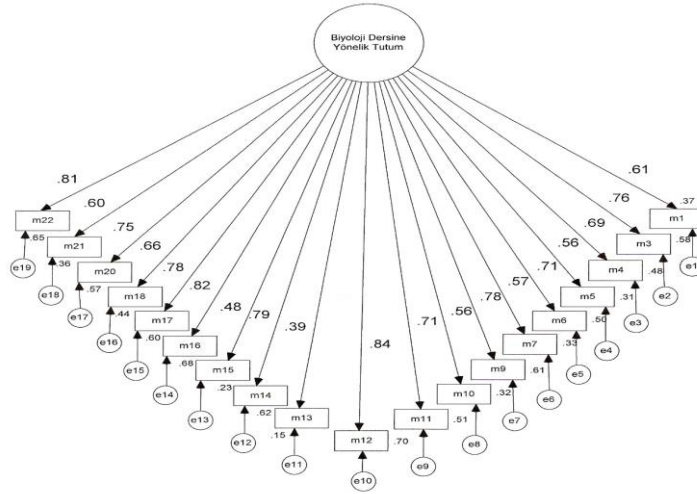 Biyoloji Dersine
Yönelik Tutum
.81
.60
.75
.66
.78
.82
.48
.79
.39
.84
.71
.56
.78
.57
.71
.56
.69
.76
.61
m22
m21
m20
m18
m17
m16
m15
m14
m13
m12
m11
m10
m9
m7
m6
m5
m4
m3
m1
.65
.36
.57
.44
.60
.68
.23
.62
.15
.70
.51
.32
.61
.33
.50
.31
.48
.58
.37
e19
e18
e17
e16
e15
e14
e13
e12
e11
e10
e9
e8
e7
e6
e5
e4
e3
e2
e1